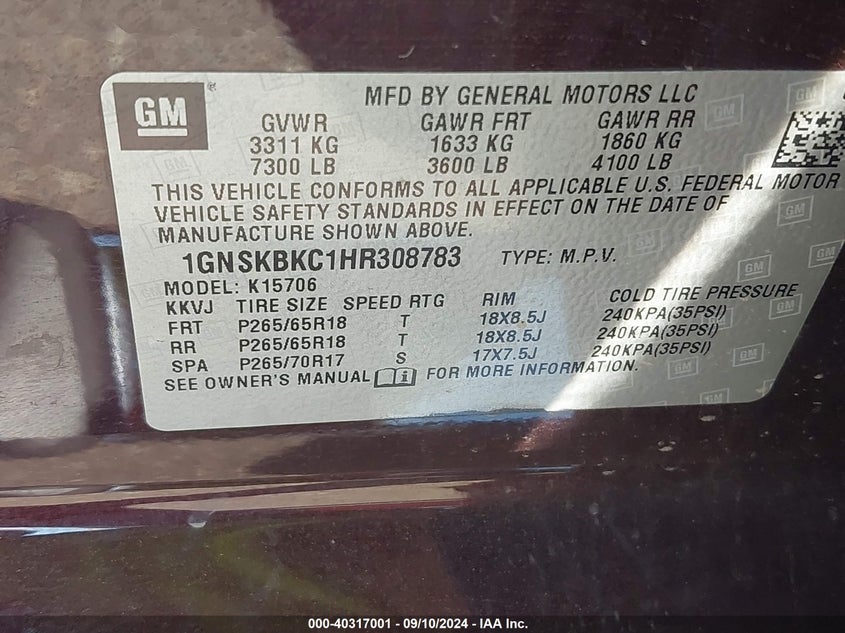 GM
MFD BY GENERAL MOTORS LLC
GVWR GAWR FRT GAWR RR
3311 KG 1633 KG 1860 KG
7300 LB 3600 LB 4100 LB
THIS VEHICLE CONFORMS TO ALL APPLICABLE U.S. FEDERAL MOTOR
VEHICLE SAFETY STANDARDS IN EFFECT ON THE DATE OF
MANUFACTURE SHOWN ABOVE.
1GNSKBKC1HR308783 TYPE: M.P.V.
MODEL: K15706
KKVJ TIRE SIZE SPEED RTG RIM COLD TIRE PRESSURE
FRT P265/65R18 T 18X8.5J 240KPA(35PSI)
RR P265/65R18 T 18X8.5J 240KPA(35PSI)
SPA P265/70R17 S 17X7.5J 240KPA(35PSI)
SEE OWNER'S MANUAL FOR MORE INFORMATION.
000-40317001 - 09/10/2024 - IAA Inc.